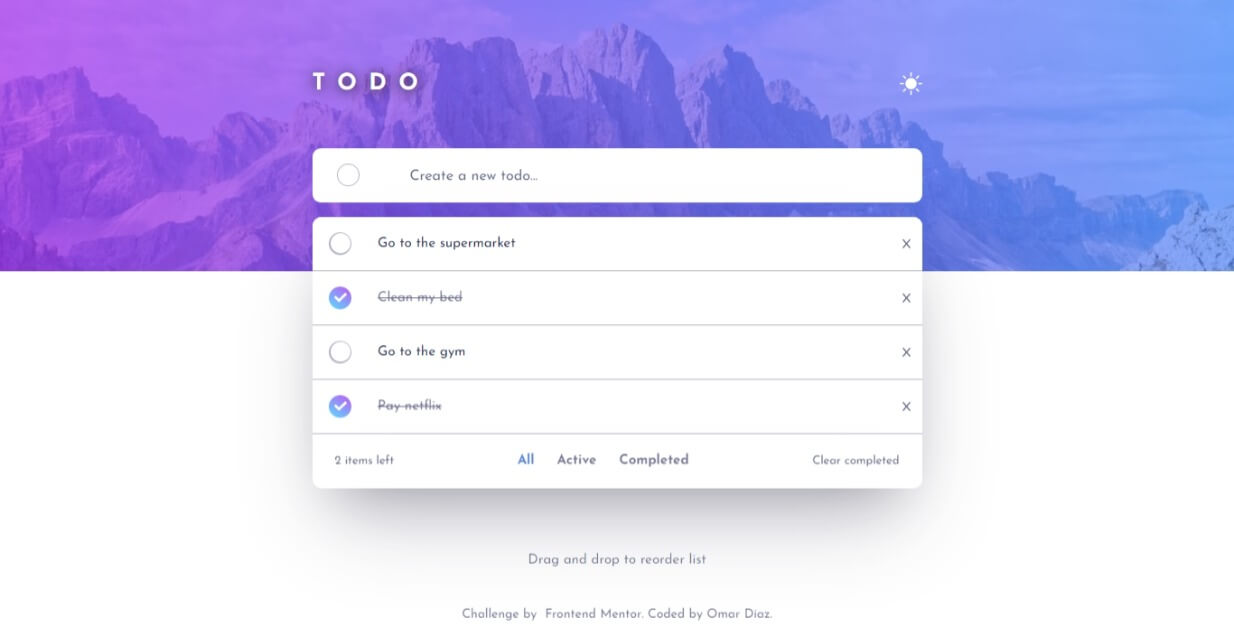 TODO
Create a new todo...
Go to the supermarket X
Clean my bed X
Go to the gym X
Pay netflix X
2 items left All Active Completed Clear completed
Drag and drop to reorder list
Challenge by Frontend Mentor. Coded by Omar Diaz.